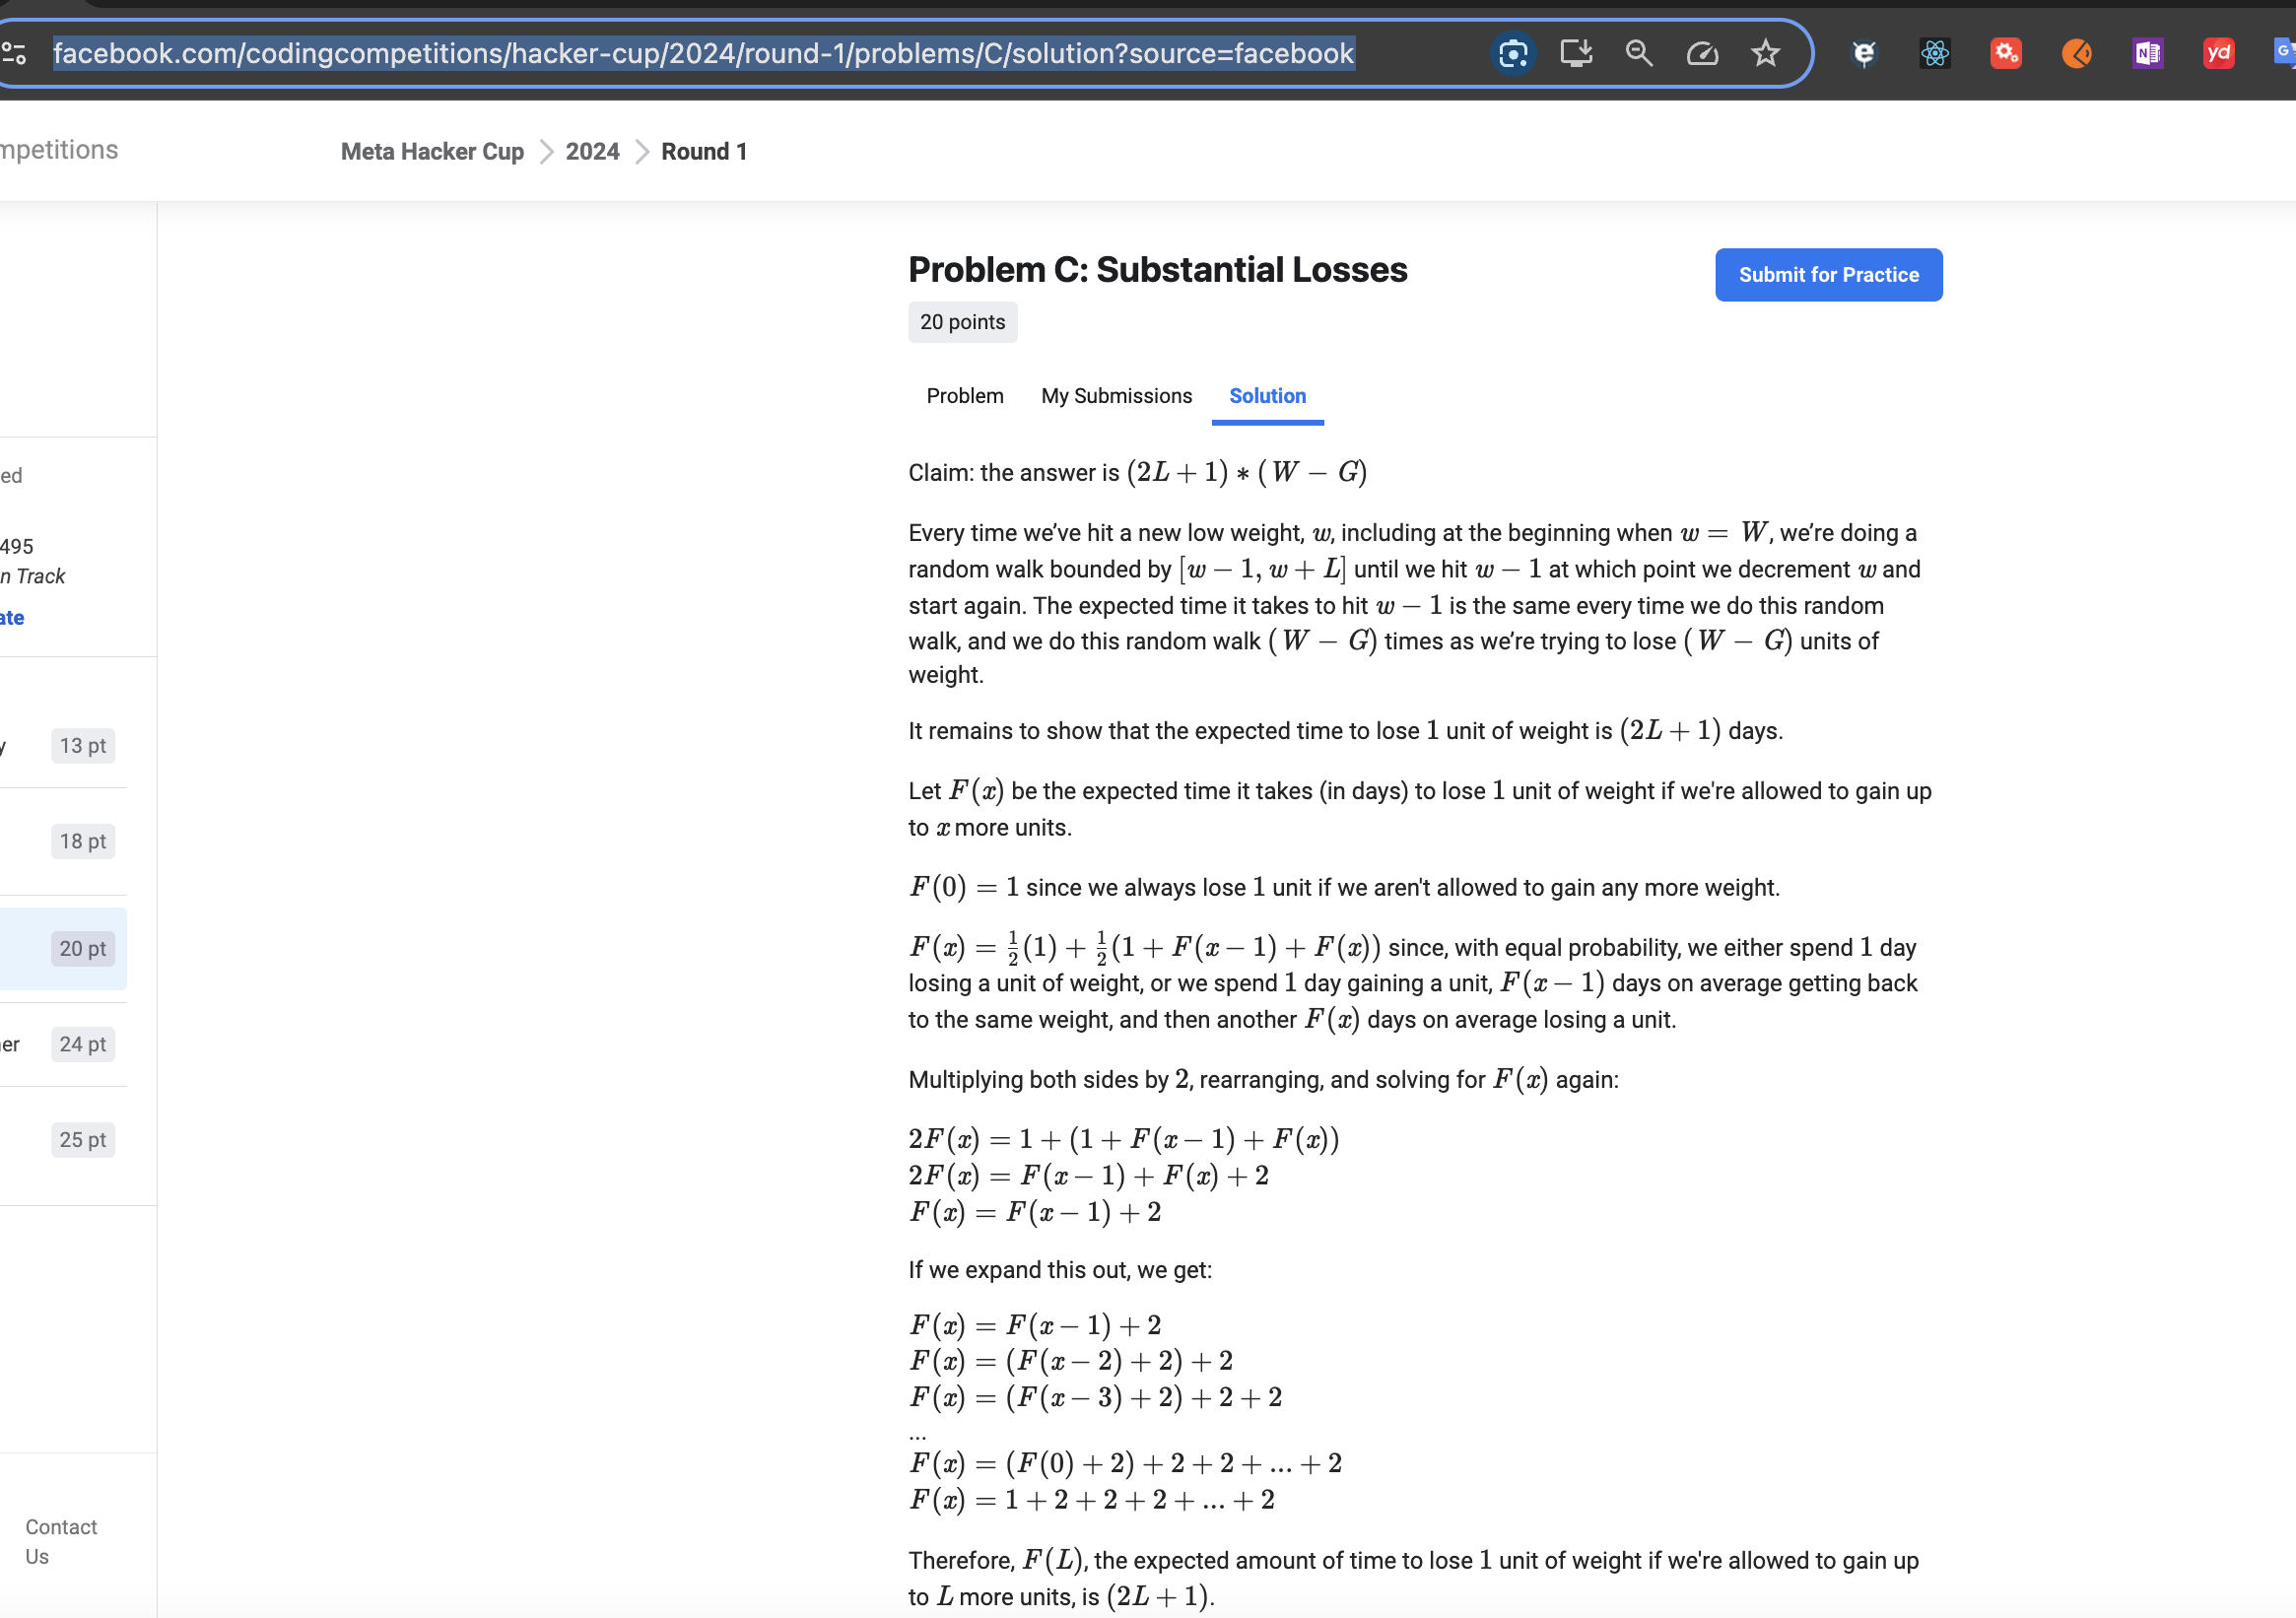 facebook.com/codingcompetitions/hacker-cup/2024/round-1/problems/C/solution?source=facebook
yd
mpetitions
Meta Hacker Cup > 2024 > Round 1
Problem C: Substantial Losses
Submit for Practice
20 points
Problem My Submissions Solution
Claim: the answer is (2L + 1) * (W − G)
Every time we’ve hit a new low weight, w, including at the beginning when w = W, we’re doing a
random walk bounded by [w − 1, w + L] until we hit w − 1 at which point we decrement w and
start again. The expected time it takes to hit w − 1 is the same every time we do this random
walk, and we do this random walk (W − G) times as we’re trying to lose (W − G) units of
weight.
It remains to show that the expected time to lose 1 unit of weight is (2L + 1) days.
Let F(x) be the expected time it takes (in days) to lose 1 unit of weight if we're allowed to gain up
to x more units.
F(0) = 1 since we always lose 1 unit if we aren't allowed to gain any more weight.
F(x) = 1/2(1) + 1/2(1 + F(x − 1) + F(x)) since, with equal probability, we either spend 1 day
losing a unit of weight, or we spend 1 day gaining a unit, F(x − 1) days on average getting back
to the same weight, and then another F(x) days on average losing a unit.
Multiplying both sides by 2, rearranging, and solving for F(x) again:
2F(x) = 1 + (1 + F(x − 1) + F(x))
2F(x) = F(x − 1) + F(x) + 2
F(x) = F(x − 1) + 2
If we expand this out, we get:
F(x) = F(x − 1) + 2
F(x) = (F(x − 2) + 2) + 2
F(x) = (F(x − 3) + 2) + 2 + 2
...
F(x) = (F(0) + 2) + 2 + 2 + ... + 2
F(x) = 1 + 2 + 2 + 2 + ... + 2
Therefore, F(L), the expected amount of time to lose 1 unit of weight if we're allowed to gain up
to L more units, is (2L + 1).
ed
495
n Track
ate
y 13 pt
18 pt
20 pt
er 24 pt
25 pt
Contact
Us